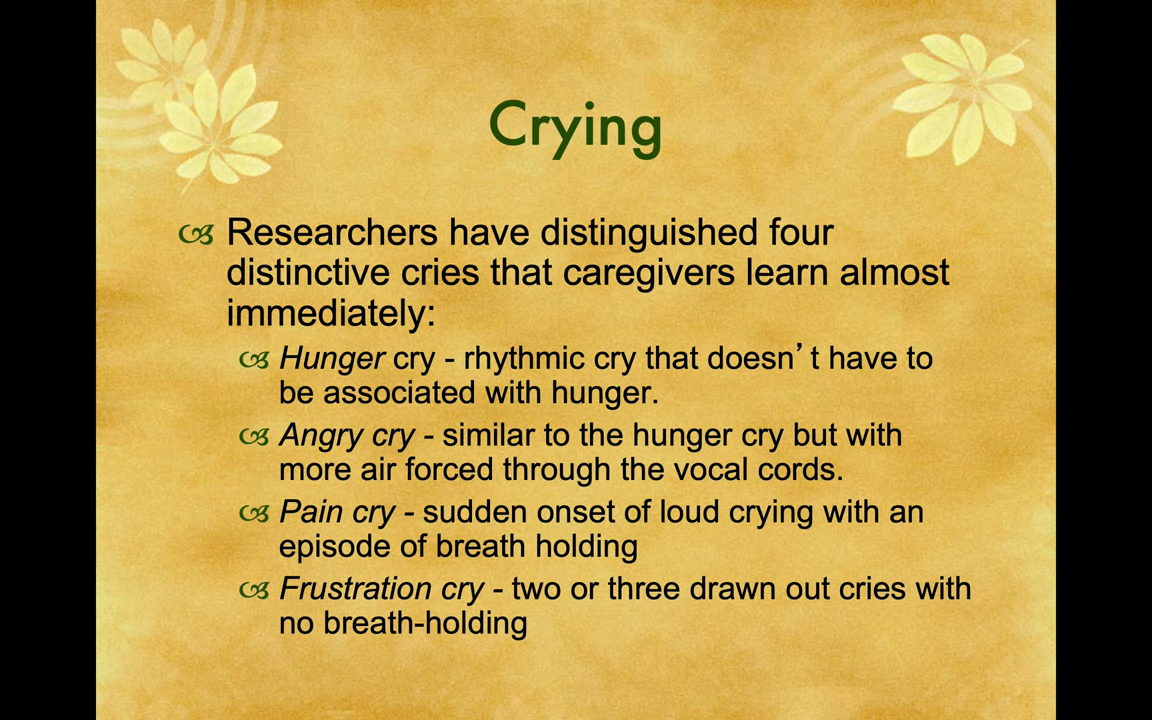 Crying
Researchers have distinguished four
distinctive cries that caregivers learn almost
immediately:
Hunger cry - rhythmic cry that doesn’t have to
be associated with hunger.
Angry cry - similar to the hunger cry but with
more air forced through the vocal cords.
Pain cry - sudden onset of loud crying with an
episode of breath holding
Frustration cry - two or three drawn out cries with
no breath-holding